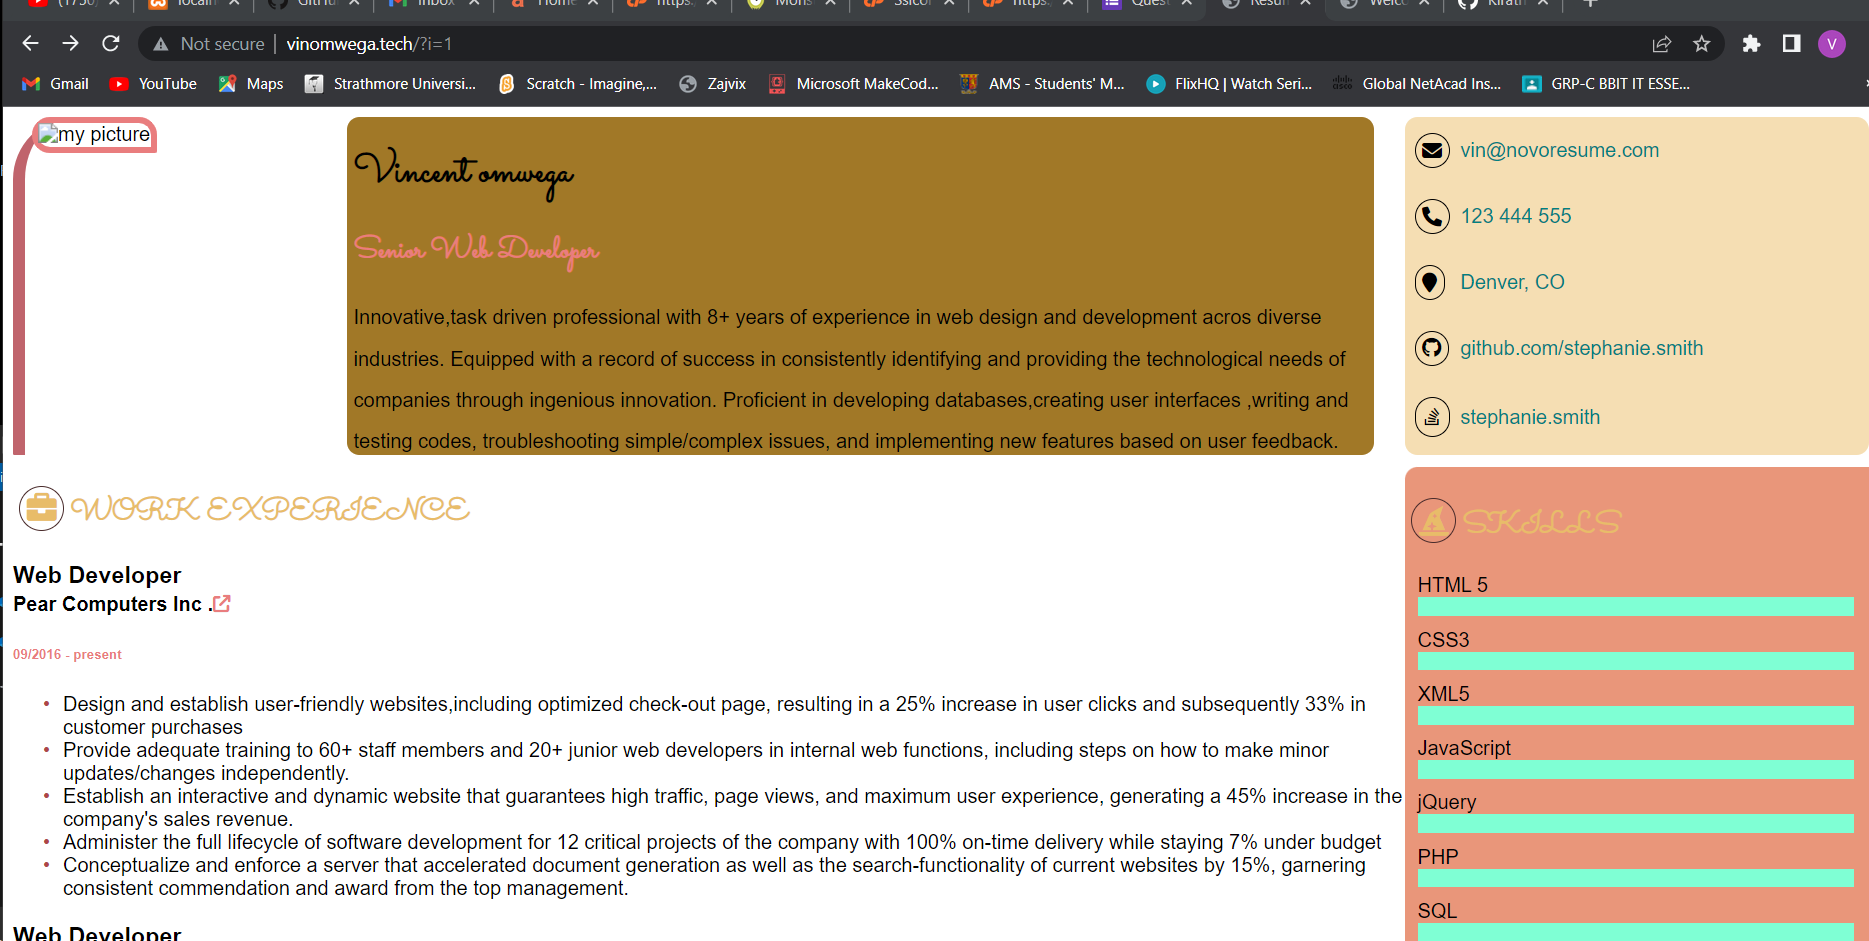 (1750)
Inbox
Home
https:/
https:/
Quest
Resum
Welc
Not secure | vinomwega.tech/?i=1
V
Gmail YouTube Maps Strathmore Universi... Scratch - Imagine,... Zajvix Microsoft MakeCod... AMS - Students' M... FlixHQ | Watch Seri... Global NetAcad Ins... GRP-C BBIT IT ESSE...
my picture
Vincent omwega
Senior Web Developer
Innovative,task driven professional with 8+ years of experience in web design and development acros diverse
industries. Equipped with a record of success in consistently identifying and providing the technological needs of
companies through ingenious innovation. Proficient in developing databases,creating user interfaces ,writing and
testing codes, troubleshooting simple/complex issues, and implementing new features based on user feedback.
vin@novoresume.com
123 444 555
Denver, CO
github.com/stephanie.smith
stephanie.smith
WORK EXPERIENCE
Web Developer
Pear Computers Inc .
09/2016 - present
• Design and establish user-friendly websites,including optimized check-out page, resulting in a 25% increase in user clicks and subsequently 33% in
customer purchases
• Provide adequate training to 60+ staff members and 20+ junior web developers in internal web functions, including steps on how to make minor
updates/changes independently.
• Establish an interactive and dynamic website that guarantees high traffic, page views, and maximum user experience, generating a 45% increase in the
company's sales revenue.
• Administer the full lifecycle of software development for 12 critical projects of the company with 100% on-time delivery while staying 7% under budget
• Conceptualize and enforce a server that accelerated document generation as well as the search-functionality of current websites by 15%, garnering
consistent commendation and award from the top management.
Web Developer
SKILLS
HTML 5
CSS3
XML5
JavaScript
jQuery
PHP
SQL